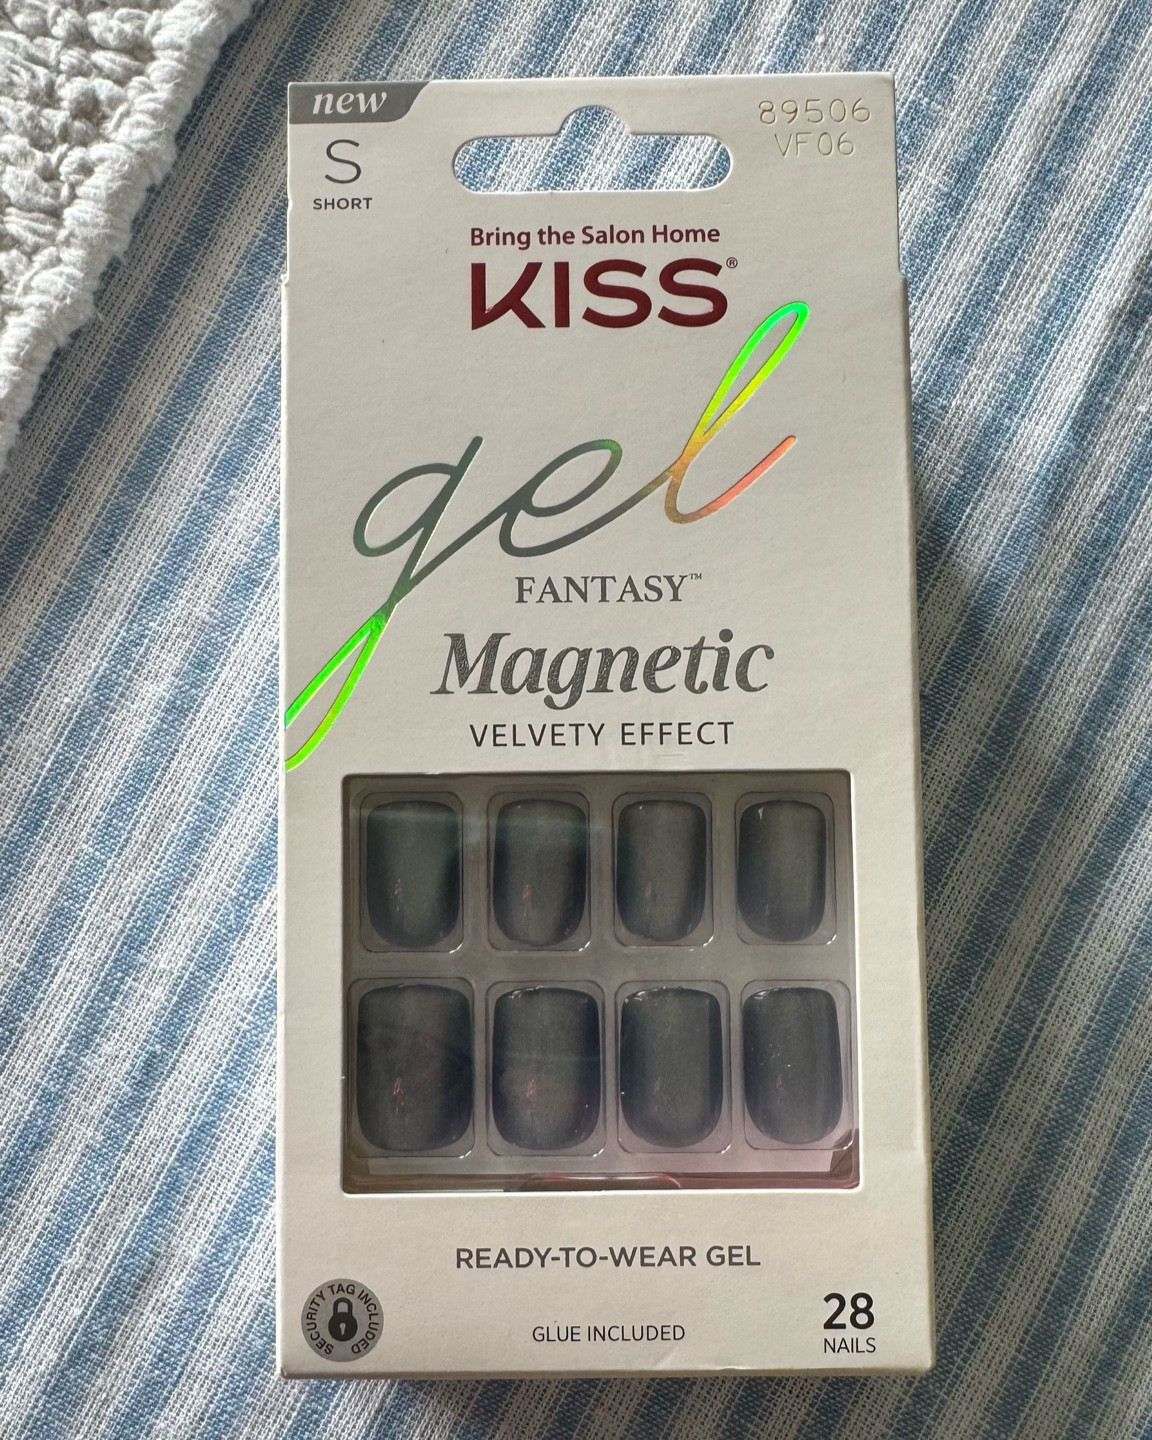 new
S
SHORT
89506
VF06
Bring the Salon Home
KISS®
gel
FANTASY™
Magnetic
VELVETY EFFECT
READY-TO-WEAR GEL
SECURITY TAG INCLUDED
GLUE INCLUDED
28
NAILS